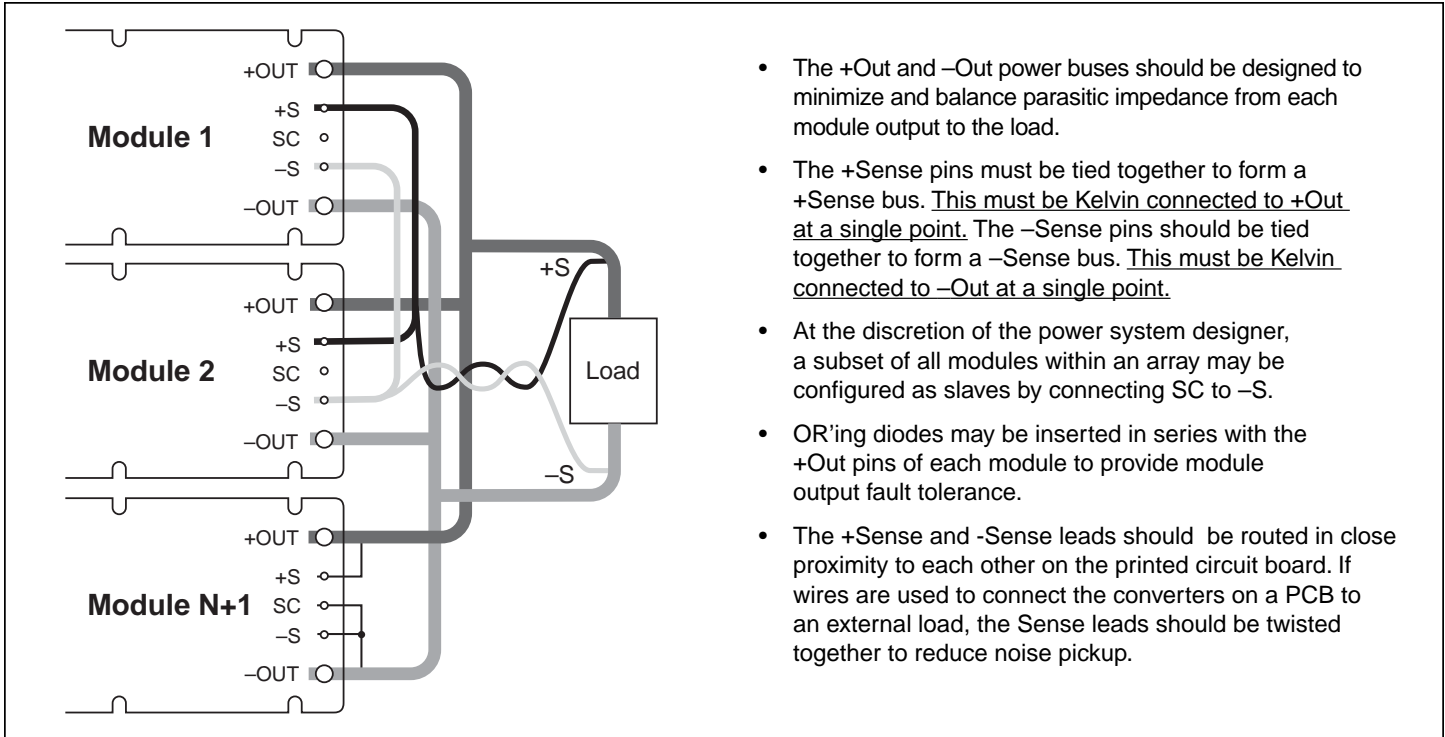 +OUT
+S
Module 1
SC
–S
–OUT
+OUT
+S
Module 2
SC
–S
–OUT
+OUT
+S
Module N+1
SC
–S
–OUT
+S
Load
–S
• The +Out and –Out power buses should be designed to
minimize and balance parasitic impedance from each
module output to the load.
• The +Sense pins must be tied together to form a
+Sense bus. This must be Kelvin connected to +Out
at a single point. The –Sense pins should be tied
together to form a –Sense bus. This must be Kelvin
connected to –Out at a single point.
• At the discretion of the power system designer,
a subset of all modules within an array may be
configured as slaves by connecting SC to –S.
• OR'ing diodes may be inserted in series with the
+Out pins of each module to provide module
output fault tolerance.
• The +Sense and -Sense leads should be routed in close
proximity to each other on the printed circuit board. If
wires are used to connect the converters on a PCB to
an external load, the Sense leads should be twisted
together to reduce noise pickup.